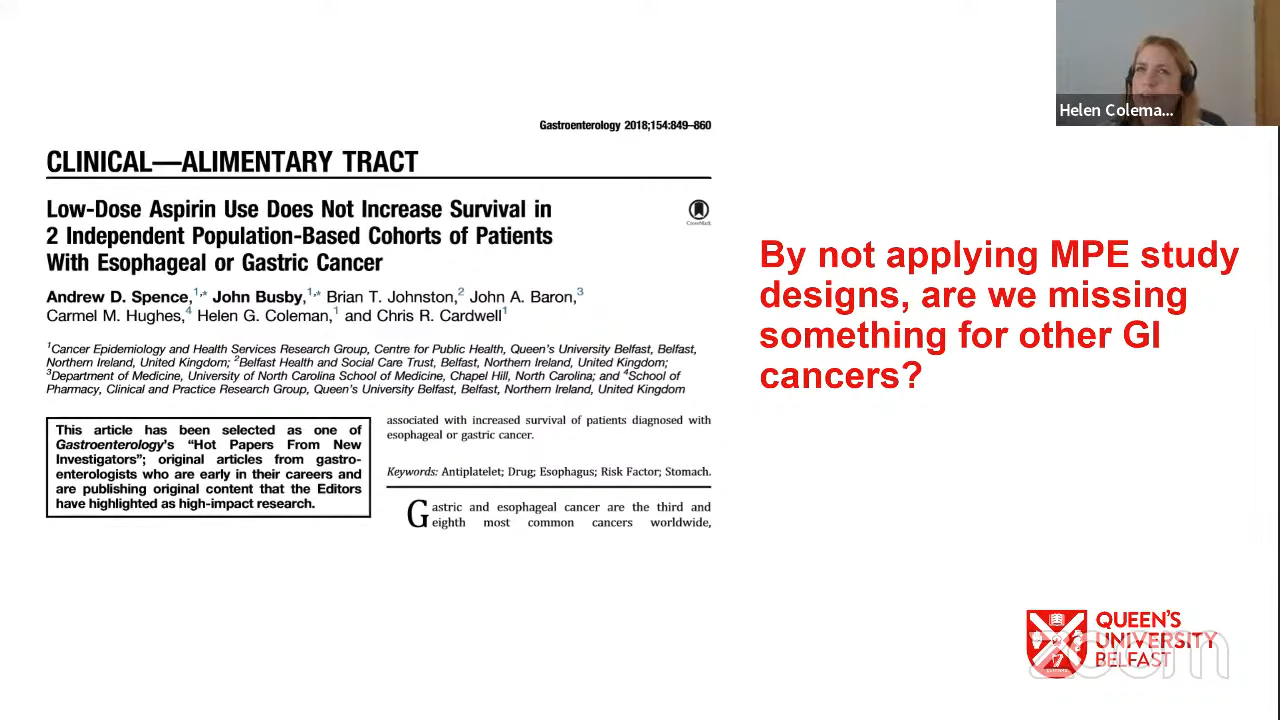 Helen Colema...
Gastroenterology 2018;154:849–860
CLINICAL—ALIMENTARY TRACT
Low-Dose Aspirin Use Does Not Increase Survival in
2 Independent Population-Based Cohorts of Patients
With Esophageal or Gastric Cancer
CrossMark
Andrew D. Spence,1,* John Busby,1,* Brian T. Johnston,2 John A. Baron,3
Carmel M. Hughes,4 Helen G. Coleman,1 and Chris R. Cardwell1
1Cancer Epidemiology and Health Services Research Group, Centre for Public Health, Queen's University Belfast, Belfast,
Northern Ireland, United Kingdom; 2Belfast Health and Social Care Trust, Belfast, Northern Ireland, United Kingdom;
3Department of Medicine, University of North Carolina School of Medicine, Chapel Hill, North Carolina; and 4School of
Pharmacy, Clinical and Practice Research Group, Queen's University Belfast, Belfast, Northern Ireland, United Kingdom
This article has been selected as one of
Gastroenterology's "Hot Papers From New
Investigators"; original articles from gastro-
enterologists who are early in their careers and
are publishing original content that the Editors
have highlighted as high-impact research.
associated with increased survival of patients diagnosed with
esophageal or gastric cancer.
Keywords: Antiplatelet; Drug; Esophagus; Risk Factor; Stomach.
Gastric and esophageal cancer are the third and
eighth most common cancers worldwide,
By not applying MPE study
designs, are we missing
something for other GI
cancers?
QUEEN'S
UNIVERSITY
BELFAST
zoom